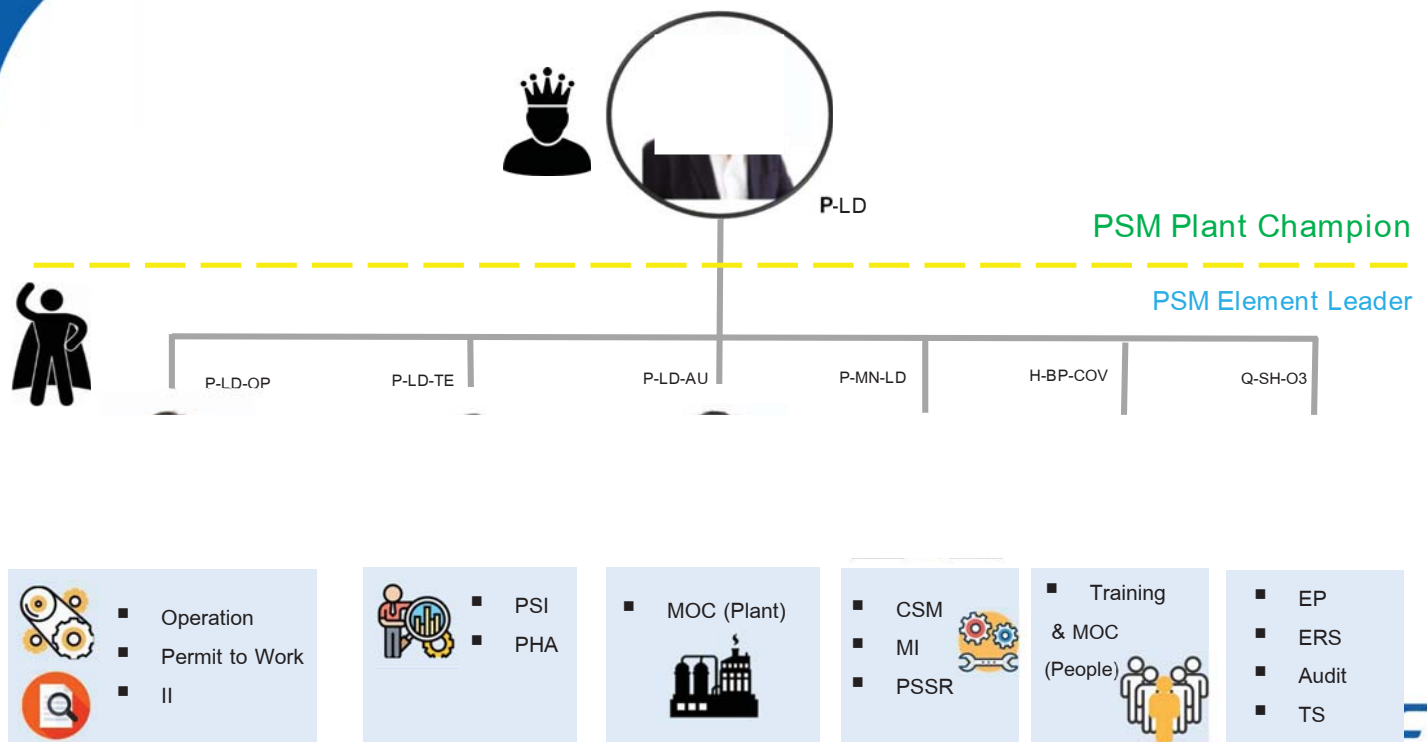 P-LD
PSM Plant Champion
PSM Element Leader
P-LD-OP
P-LD-TE
P-LD-AU
P-MN-LD
H-BP-COV
Q-SH-O3
▪ Operation
▪ Permit to Work
▪ II
▪ PSI
▪ PHA
▪ MOC (Plant)
▪ CSM
▪ MI
▪ PSSR
▪ Training
& MOC
(People)
▪ EP
▪ ERS
▪ Audit
▪ TS